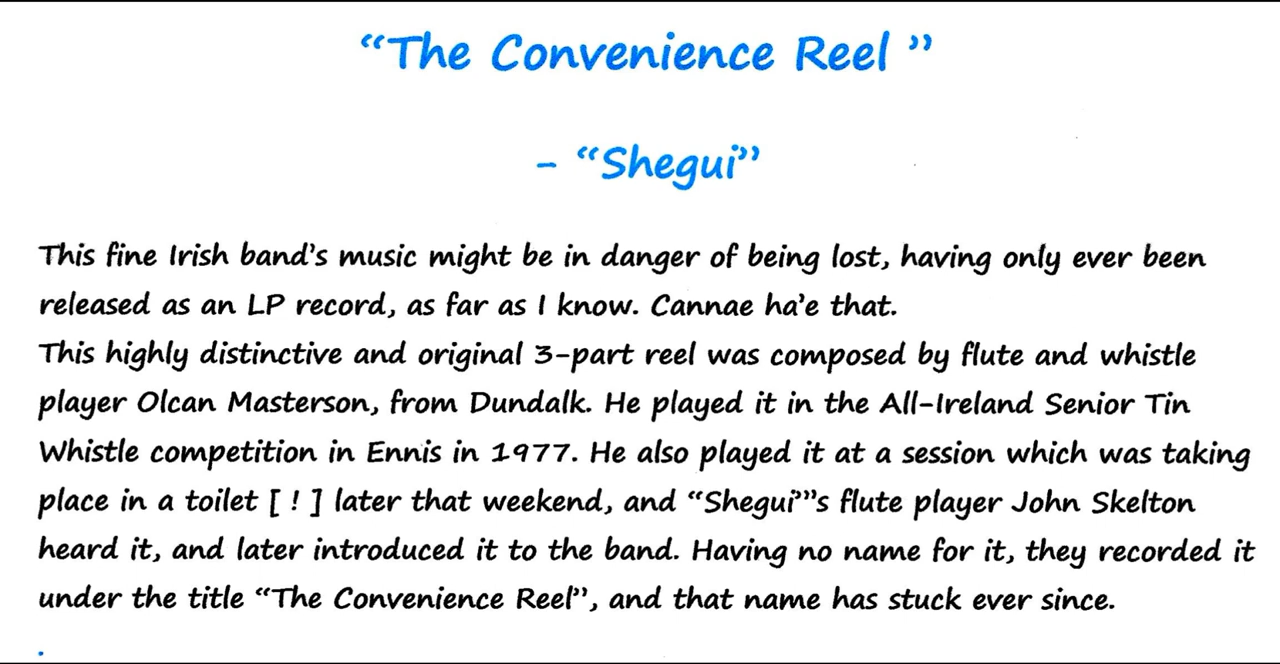 “The Convenience Reel ”
– “Shegui”
This fine Irish band’s music might be in danger of being lost, having only ever been
released as an LP record, as far as I know. Cannae ha’e that.
This highly distinctive and original 3-part reel was composed by flute and whistle
player Olcan Masterson, from Dundalk. He played it in the All-Ireland Senior Tin
Whistle competition in Ennis in 1977. He also played it at a session which was taking
place in a toilet [ ! ] later that weekend, and “Shegui”’s flute player John Skelton
heard it, and later introduced it to the band. Having no name for it, they recorded it
under the title “The Convenience Reel”, and that name has stuck ever since.
.